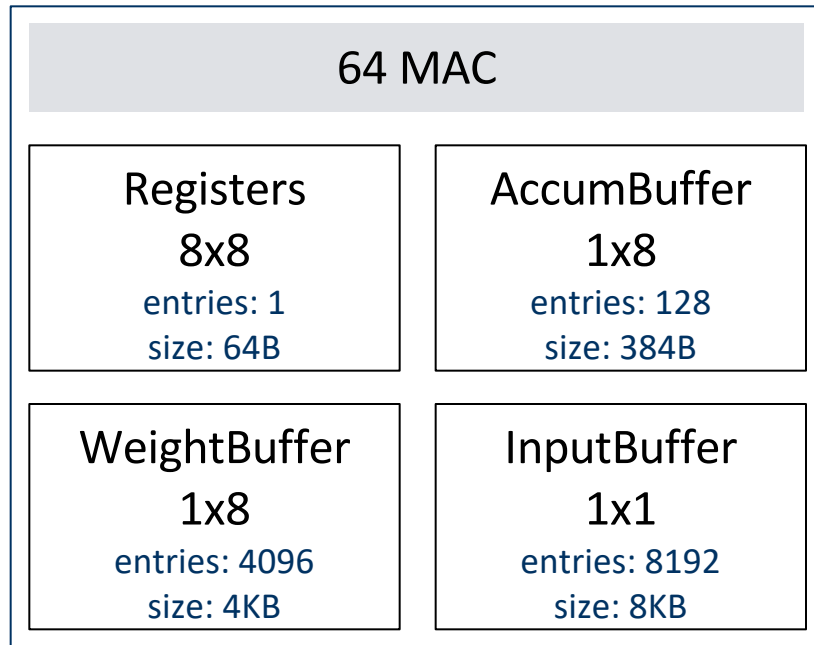 64 MAC
Registers
8x8
entries: 1
size: 64B
AccumBuffer
1x8
entries: 128
size: 384B
WeightBuffer
1x8
entries: 4096
size: 4KB
InputBuffer
1x1
entries: 8192
size: 8KB